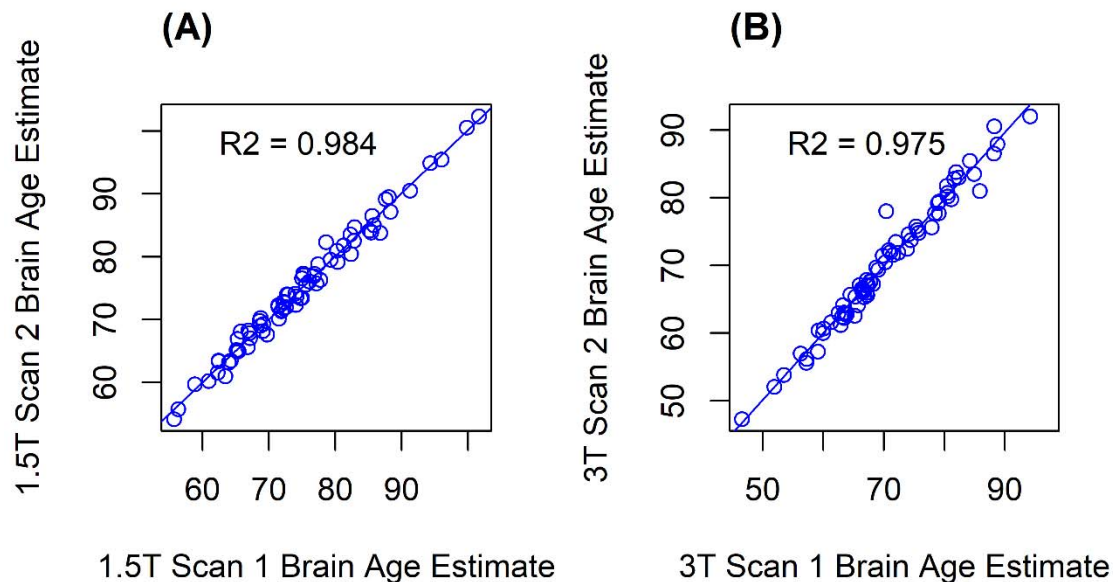 (A)
1.5T Scan 2 Brain Age Estimate
R2 = 0.984
90
80
70
60
60 70 80 90
1.5T Scan 1 Brain Age Estimate
(B)
3T Scan 2 Brain Age Estimate
R2 = 0.975
90
80
70
60
50
50 70 90
3T Scan 1 Brain Age Estimate